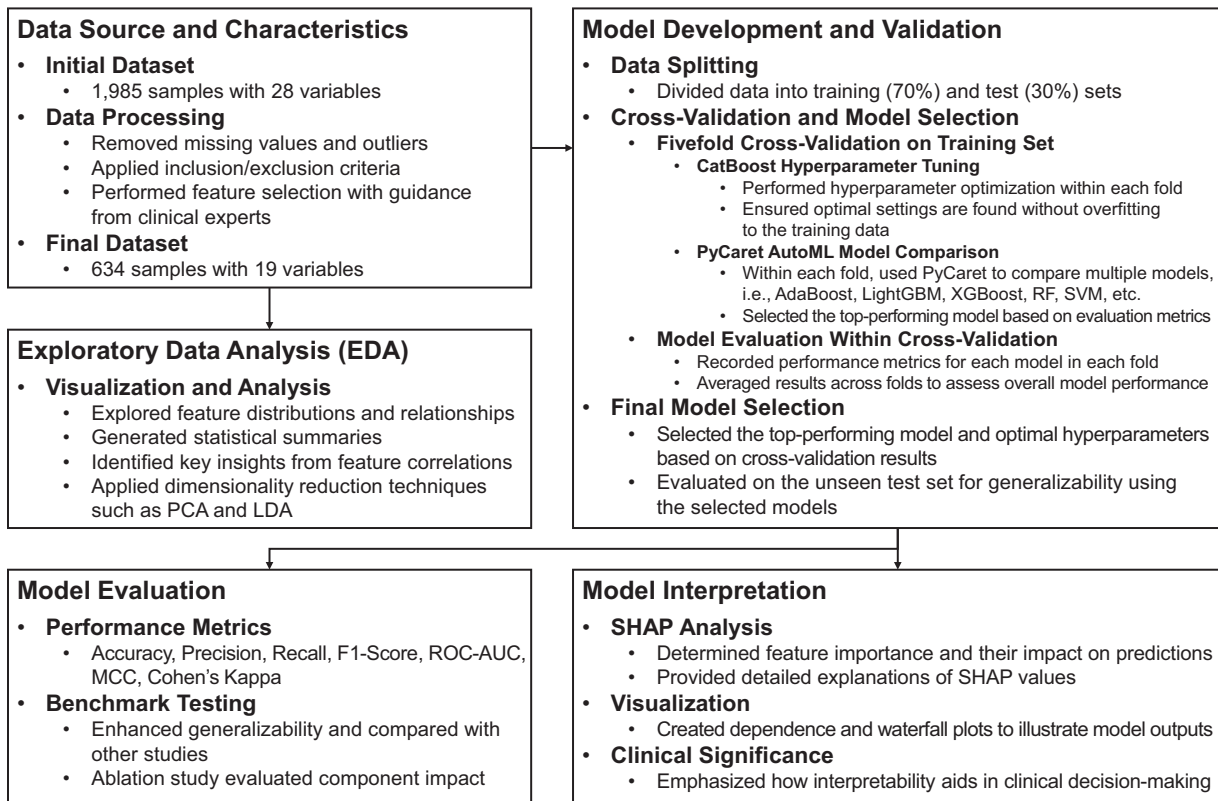 Data Source and Characteristics
• Initial Dataset
• 1,985 samples with 28 variables
• Data Processing
• Removed missing values and outliers
• Applied inclusion/exclusion criteria
• Performed feature selection with guidance
from clinical experts
• Final Dataset
• 634 samples with 19 variables
Exploratory Data Analysis (EDA)
• Visualization and Analysis
• Explored feature distributions and relationships
• Generated statistical summaries
• Identified key insights from feature correlations
• Applied dimensionality reduction techniques
such as PCA and LDA
Model Development and Validation
• Data Splitting
• Divided data into training (70%) and test (30%) sets
• Cross-Validation and Model Selection
• Fivefold Cross-Validation on Training Set
• CatBoost Hyperparameter Tuning
• Performed hyperparameter optimization within each fold
• Ensured optimal settings are found without overfitting
to the training data
• PyCaret AutoML Model Comparison
• Within each fold, used PyCaret to compare multiple models,
i.e., AdaBoost, LightGBM, XGBoost, RF, SVM, etc.
• Selected the top-performing model based on evaluation metrics
• Model Evaluation Within Cross-Validation
• Recorded performance metrics for each model in each fold
• Averaged results across folds to assess overall model performance
• Final Model Selection
• Selected the top-performing model and optimal hyperparameters
based on cross-validation results
• Evaluated on the unseen test set for generalizability using
the selected models
Model Evaluation
• Performance Metrics
• Accuracy, Precision, Recall, F1-Score, ROC-AUC,
MCC, Cohen's Kappa
• Benchmark Testing
• Enhanced generalizability and compared with
other studies
• Ablation study evaluated component impact
Model Interpretation
• SHAP Analysis
• Determined feature importance and their impact on predictions
• Provided detailed explanations of SHAP values
• Visualization
• Created dependence and waterfall plots to illustrate model outputs
• Clinical Significance
• Emphasized how interpretability aids in clinical decision-making